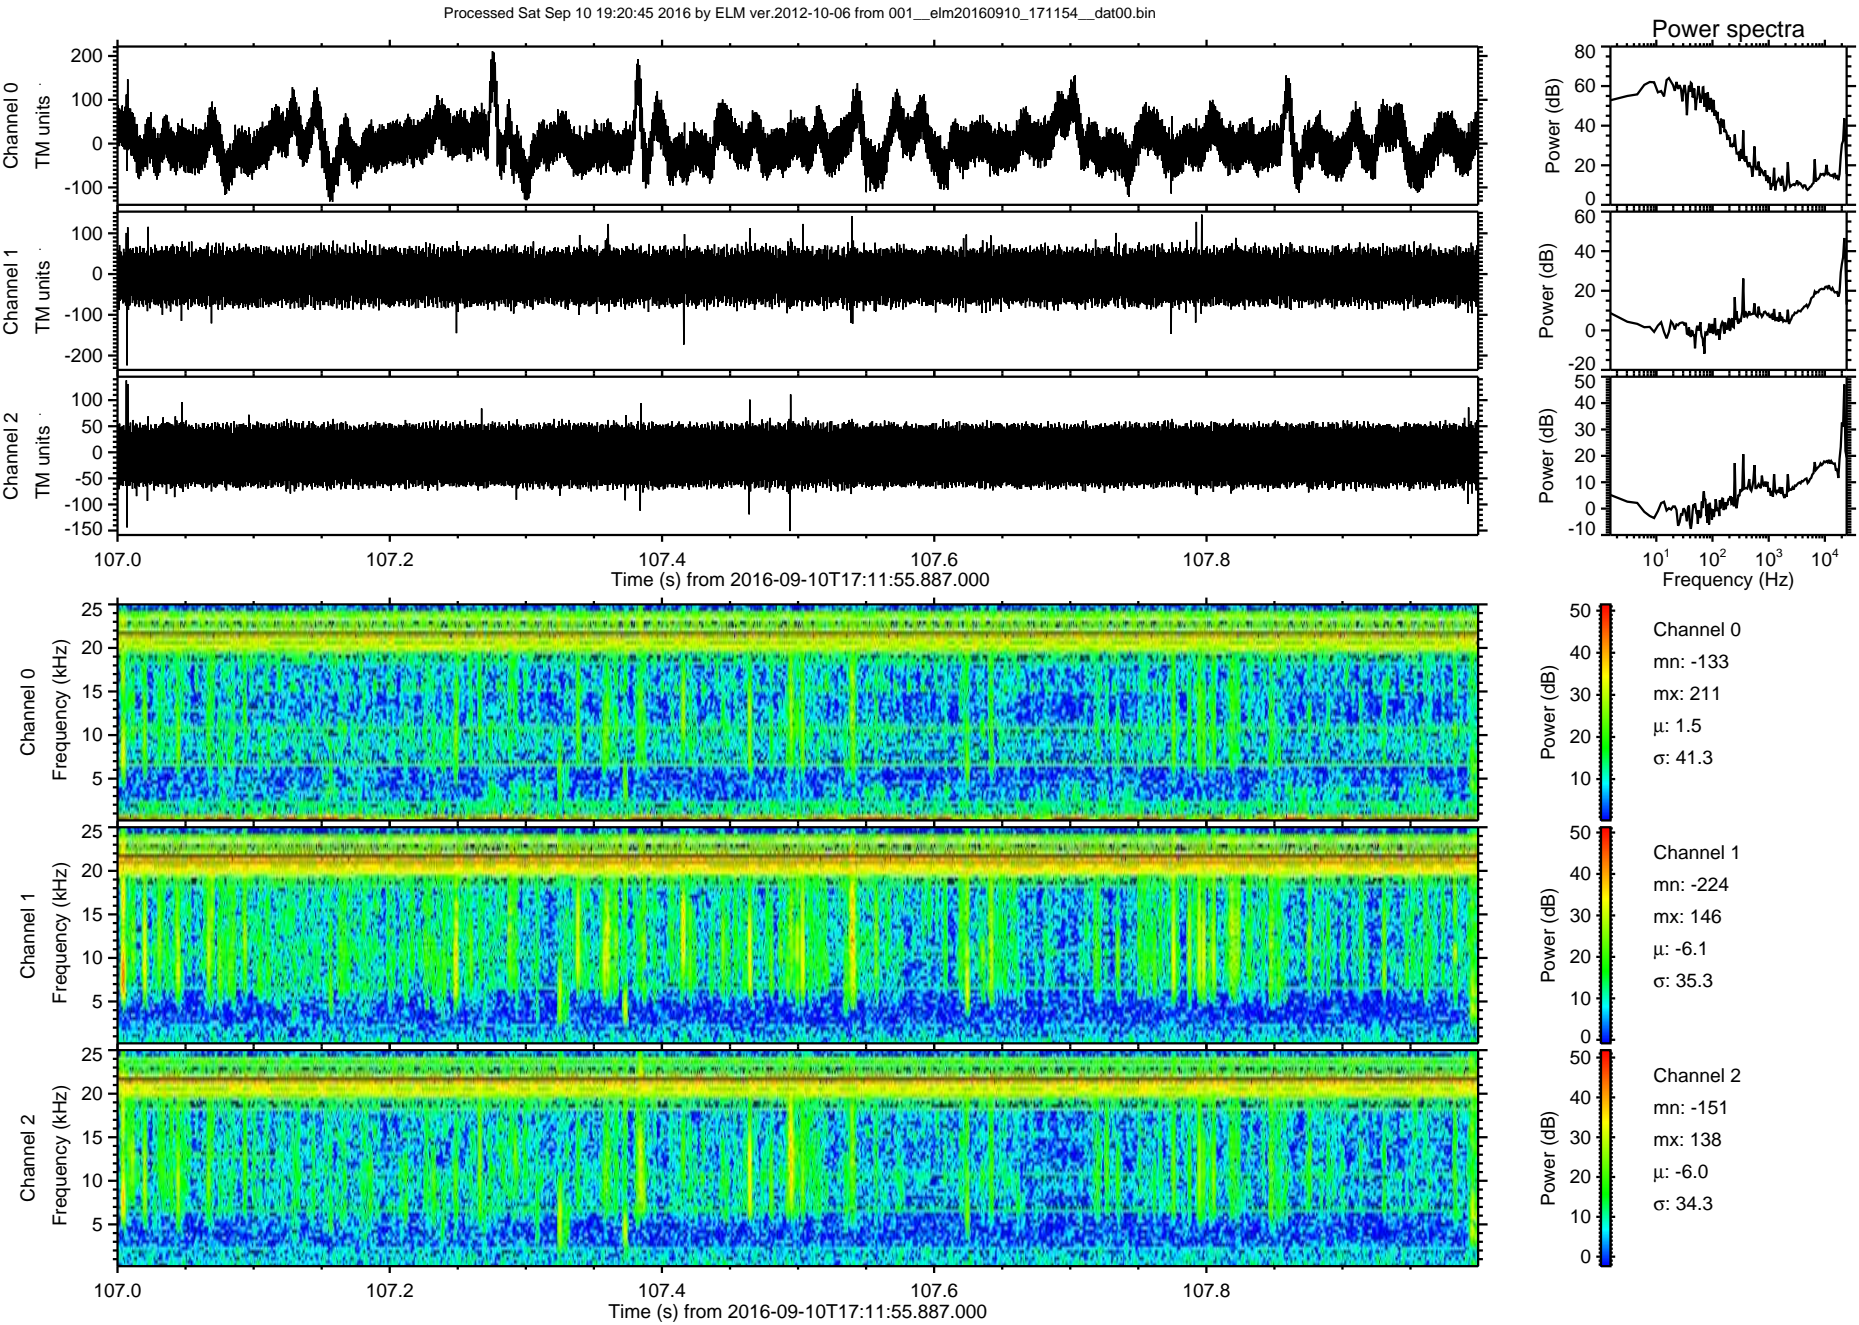 Processed Sat Sep 10 19:20:45 2016 by ELM ver.2012-10-06 from 001__elm20160910_171154__dat00.bin
Power spectra
Channel 0
TM units
200
100
0
-100
Power (dB)
80
60
40
20
0
Channel 1
TM units
100
0
-100
-200
Power (dB)
60
40
20
0
-20
Channel 2
TM units
100
50
0
-50
-100
-150
Power (dB)
50
40
30
20
10
0
-10
107.0 107.2 107.4 107.6 107.8
Time (s) from 2016-09-10T17:11:55.887.000
10^1 10^2 10^3 10^4
Frequency (Hz)
Channel 0
Frequency (kHz)
25
20
15
10
5
Power (dB)
50
40
30
20
10
Channel 0
mn: -133
mx: 211
μ: 1.5
σ: 41.3
Channel 1
Frequency (kHz)
25
20
15
10
5
Power (dB)
50
40
30
20
10
0
Channel 1
mn: -224
mx: 146
μ: -6.1
σ: 35.3
Channel 2
Frequency (kHz)
25
20
15
10
5
Power (dB)
50
40
30
20
10
0
Channel 2
mn: -151
mx: 138
μ: -6.0
σ: 34.3
107.0 107.2 107.4 107.6 107.8
Time (s) from 2016-09-10T17:11:55.887.000